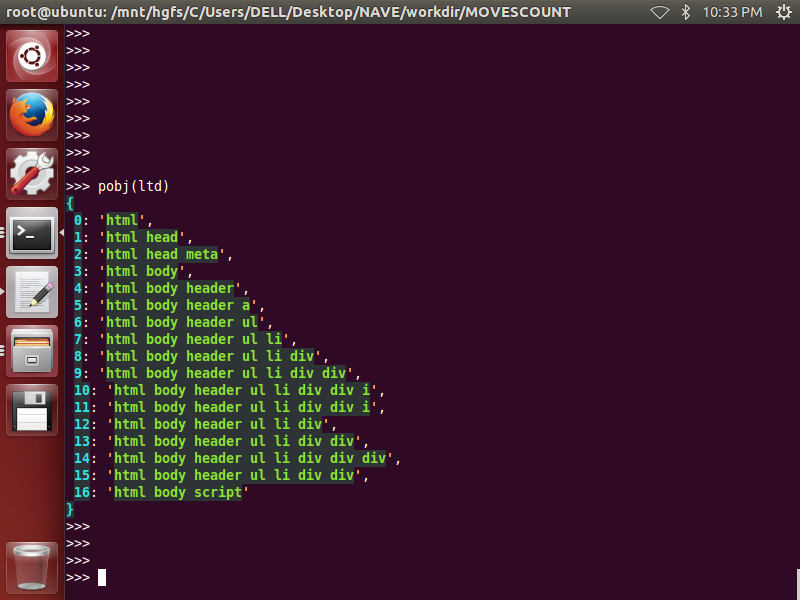 root@ubuntu: /mnt/hgfs/C/Users/DELL/Desktop/NAVE/workdir/MOVESCOUNT 10:33 PM
>>>
>>>
>>>
>>>
>>>
>>>
>>>
>>>
>>>
>>> pobj(ltd)
{
0: 'html',
1: 'html head',
2: 'html head meta',
3: 'html body',
4: 'html body header',
5: 'html body header a',
6: 'html body header ul',
7: 'html body header ul li',
8: 'html body header ul li div',
9: 'html body header ul li div div',
10: 'html body header ul li div div i',
11: 'html body header ul li div div i',
12: 'html body header ul li div',
13: 'html body header ul li div div',
14: 'html body header ul li div div div',
15: 'html body header ul li div div',
16: 'html body script'
}
>>>
>>>
>>>
>>>